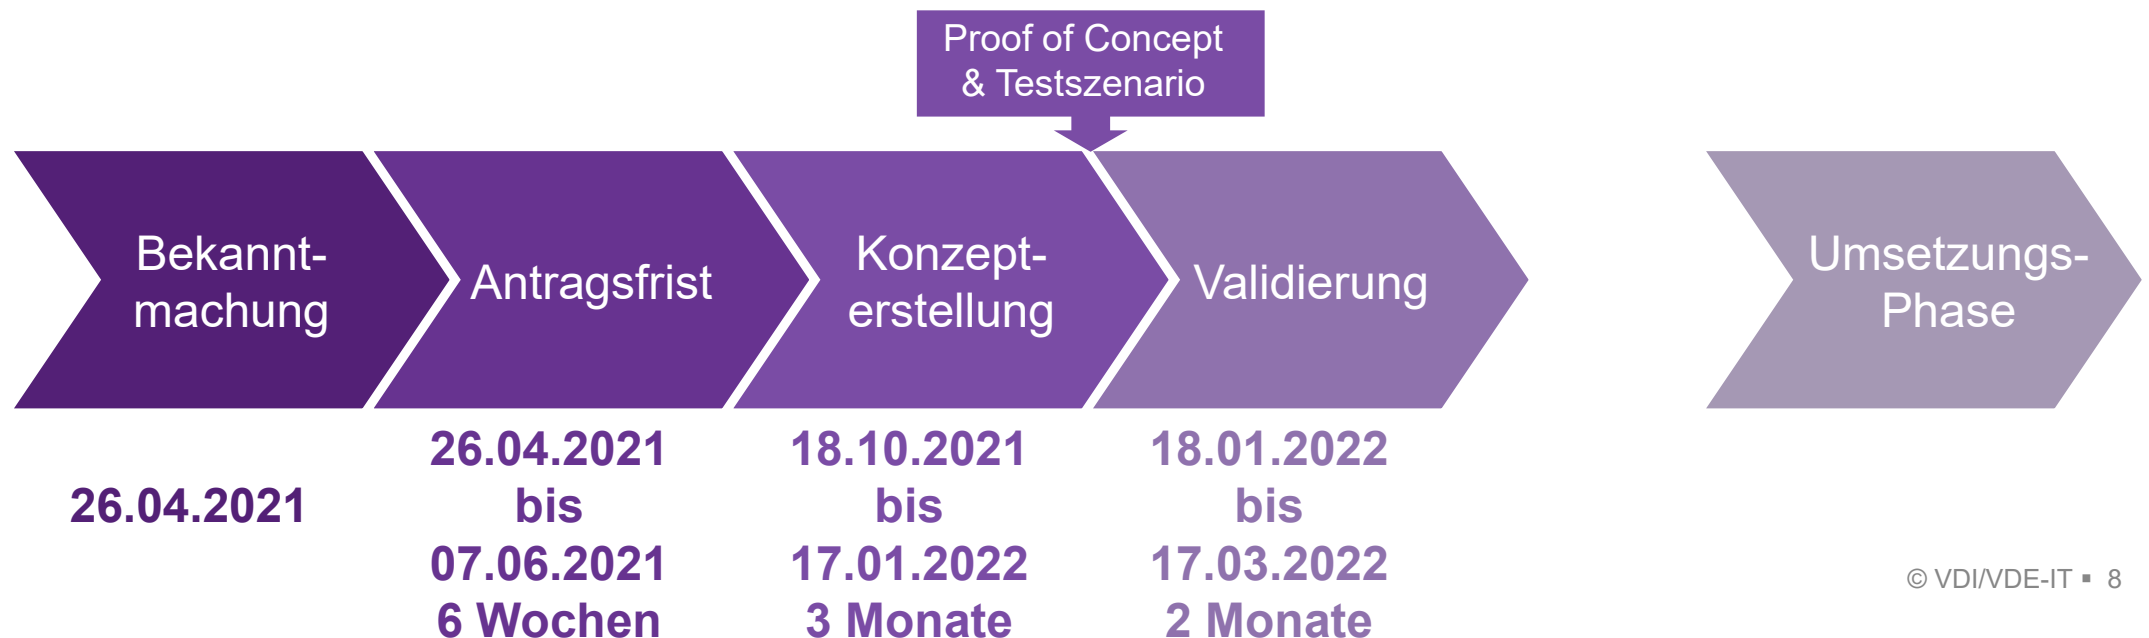 Proof of Concept
& Testszenario
Bekannt-
machung
Antragsfrist
Konzept-
erstellung
Validierung
Umsetzungs-
Phase
26.04.2021
26.04.2021
bis
07.06.2021
6 Wochen
18.10.2021
bis
17.01.2022
3 Monate
18.01.2022
bis
17.03.2022
2 Monate
© VDI/VDE-IT ▪ 8